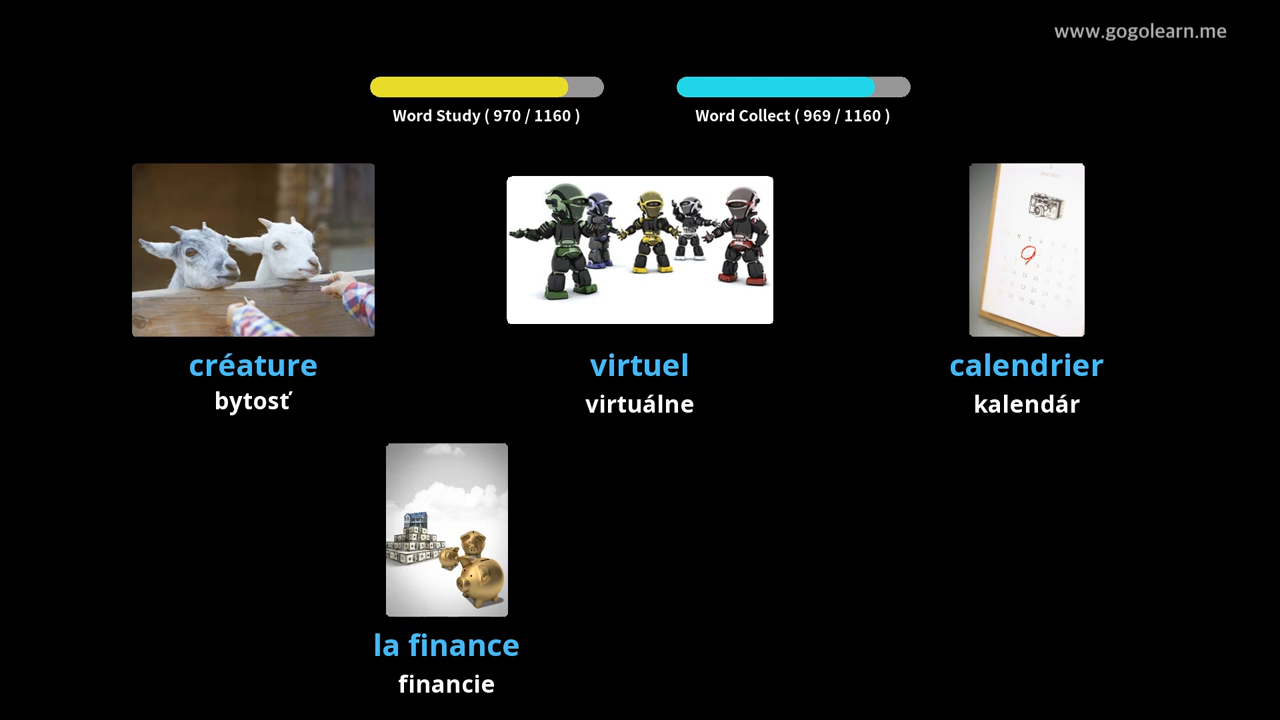 www.gogolearn.me
Word Study ( 970 / 1160 )
Word Collect ( 969 / 1160 )
créature
bytosť
virtuel
virtuálne
calendrier
kalendár
la finance
financie